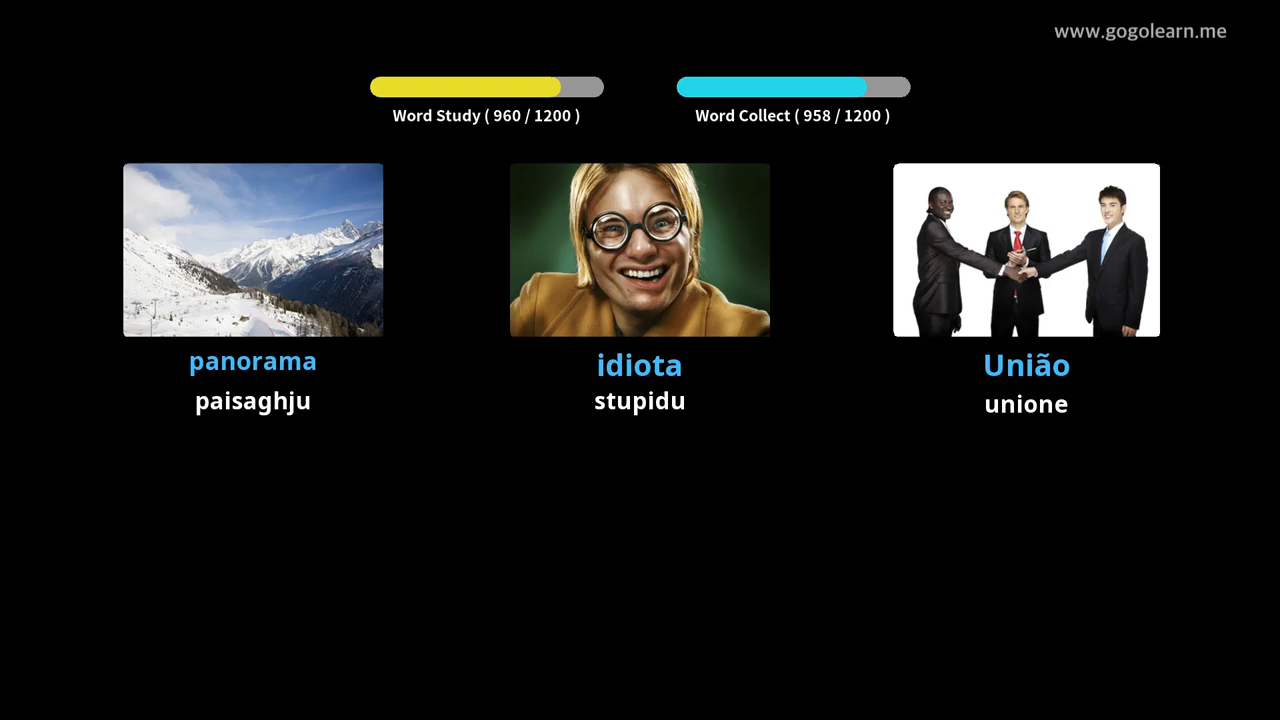 www.gogolearn.me
Word Study ( 960 / 1200 )
Word Collect ( 958 / 1200 )
panorama
paisaghju
idiota
stupidu
União
unione